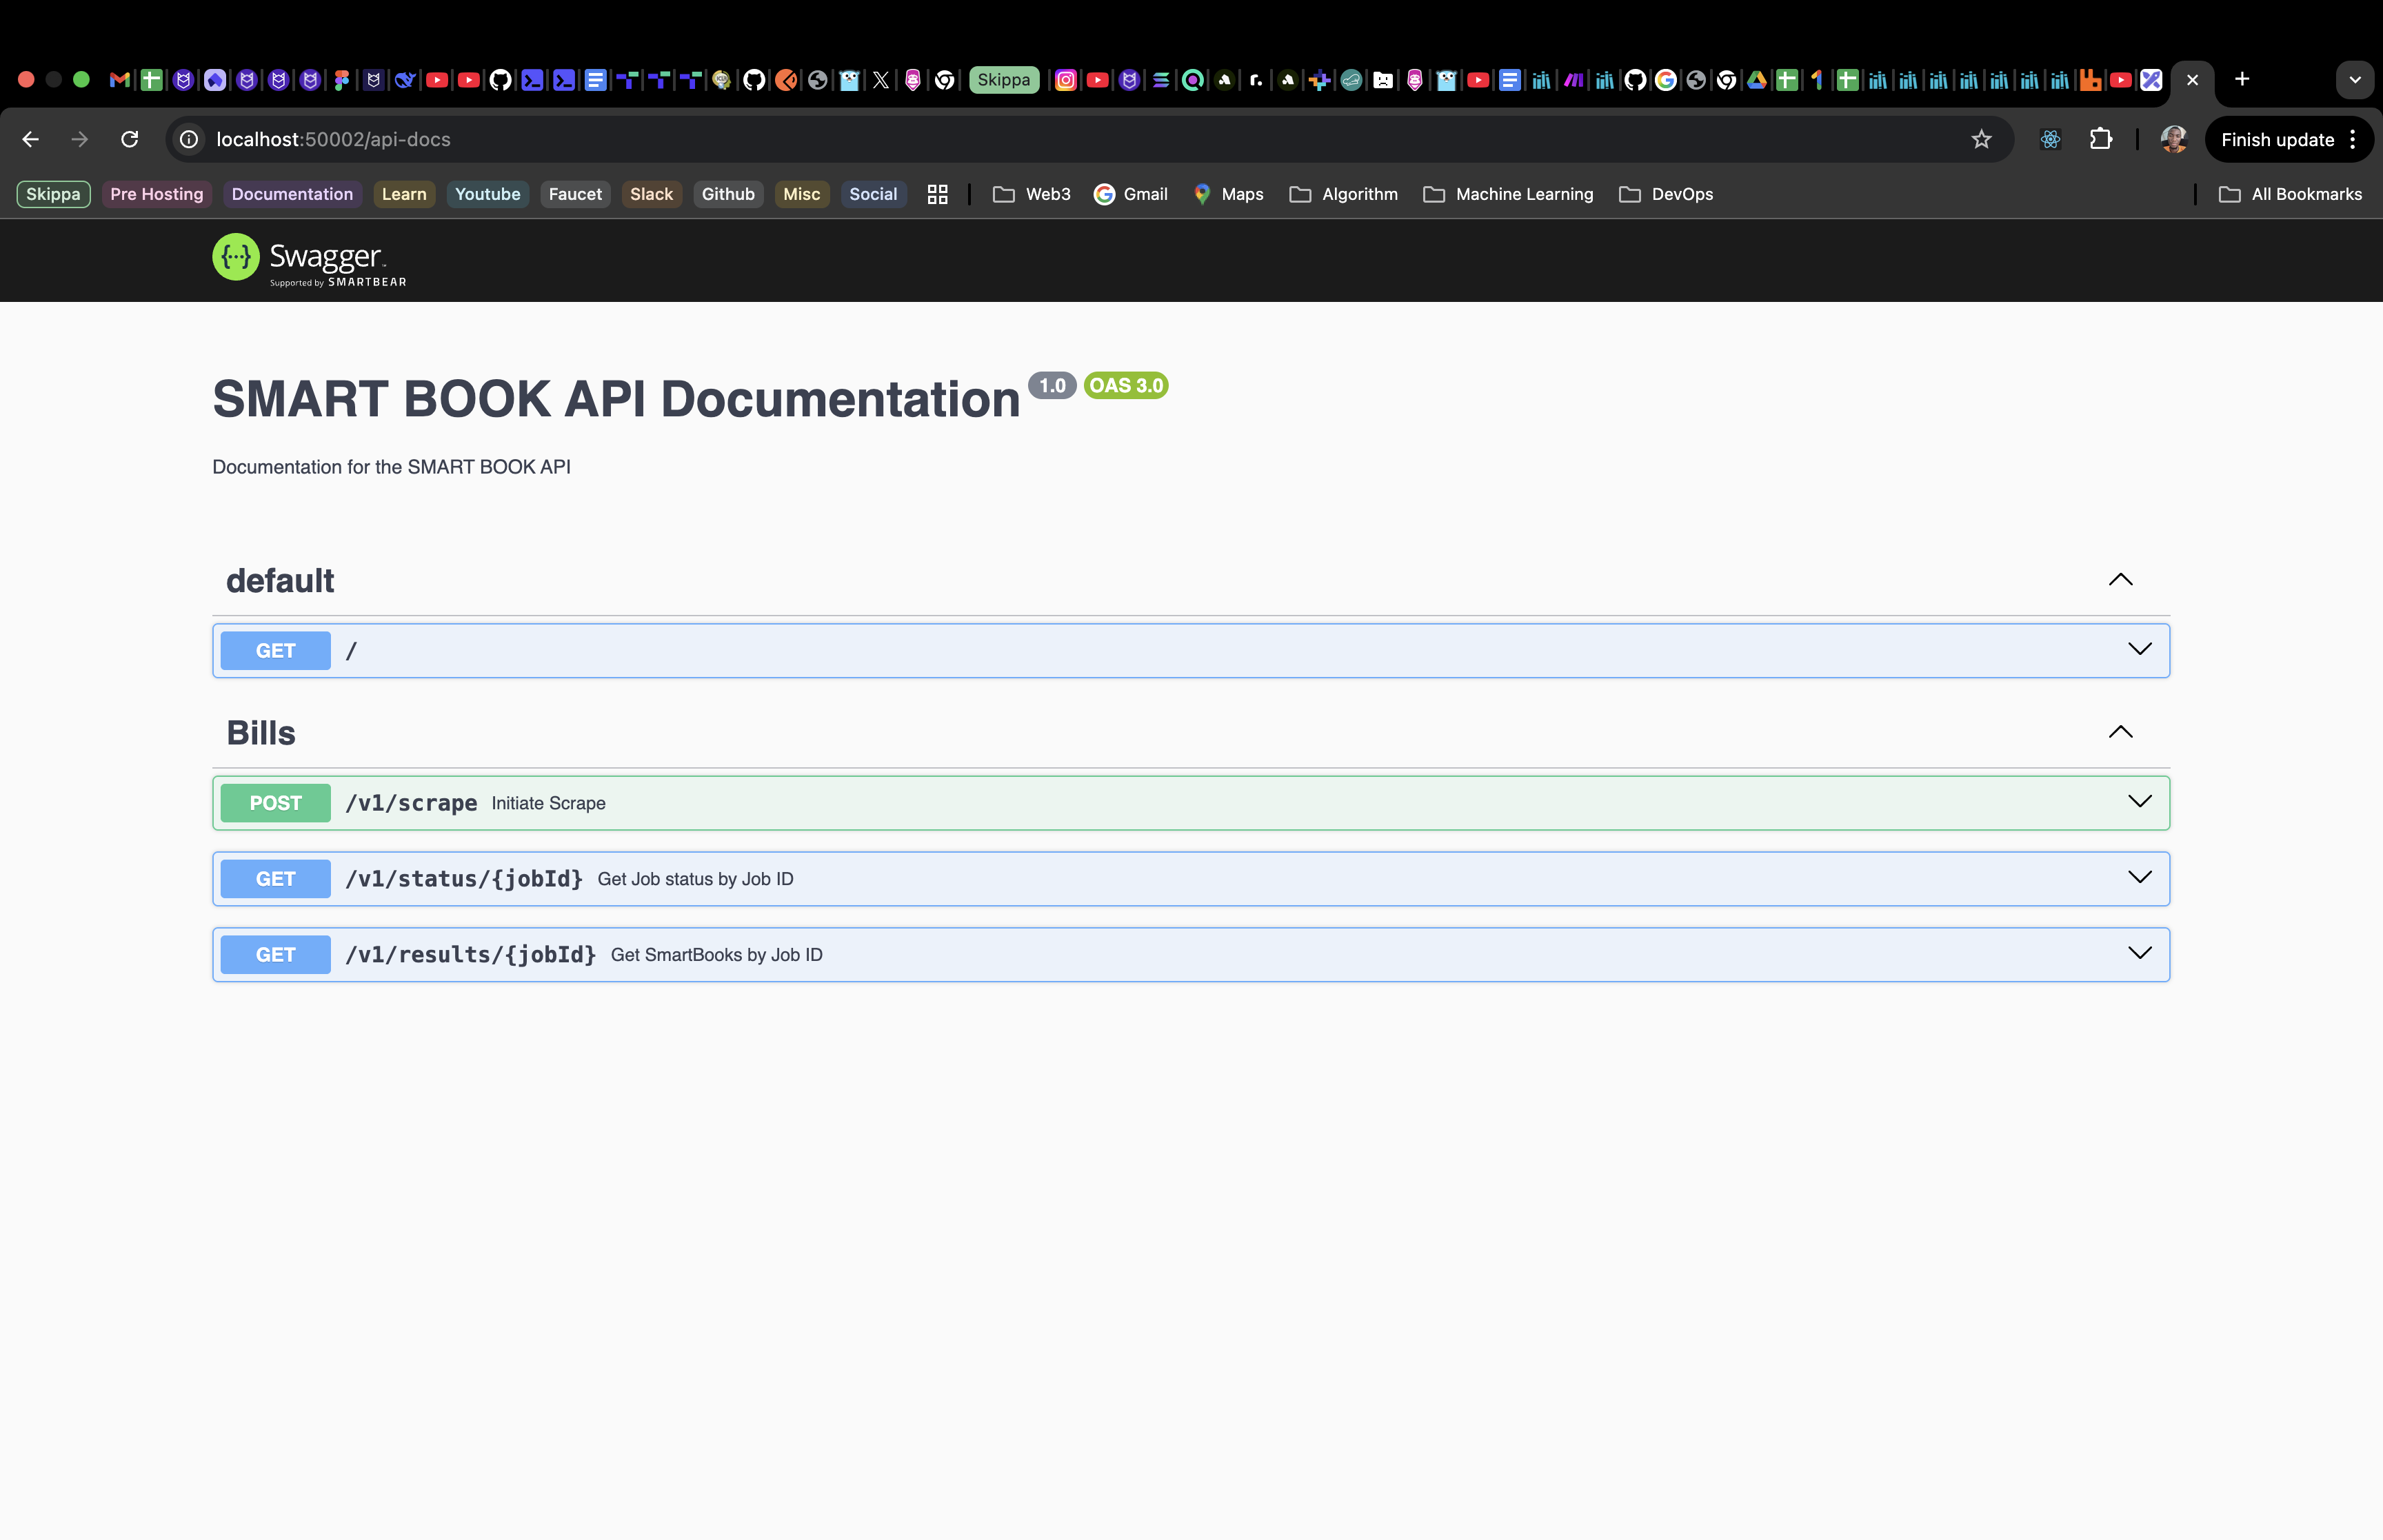 Skippa
localhost:50002/api-docs
Finish update
Skippa Pre Hosting Documentation Learn Youtube Faucet Slack Github Misc Social Web3 Gmail Maps Algorithm Machine Learning DevOps All Bookmarks
{...} Swagger
Supported by SMARTBEAR
SMART BOOK API Documentation 1.0 OAS 3.0
Documentation for the SMART BOOK API
default
GET /
Bills
POST /v1/scrape Initiate Scrape
GET /v1/status/{jobId} Get Job status by Job ID
GET /v1/results/{jobId} Get SmartBooks by Job ID